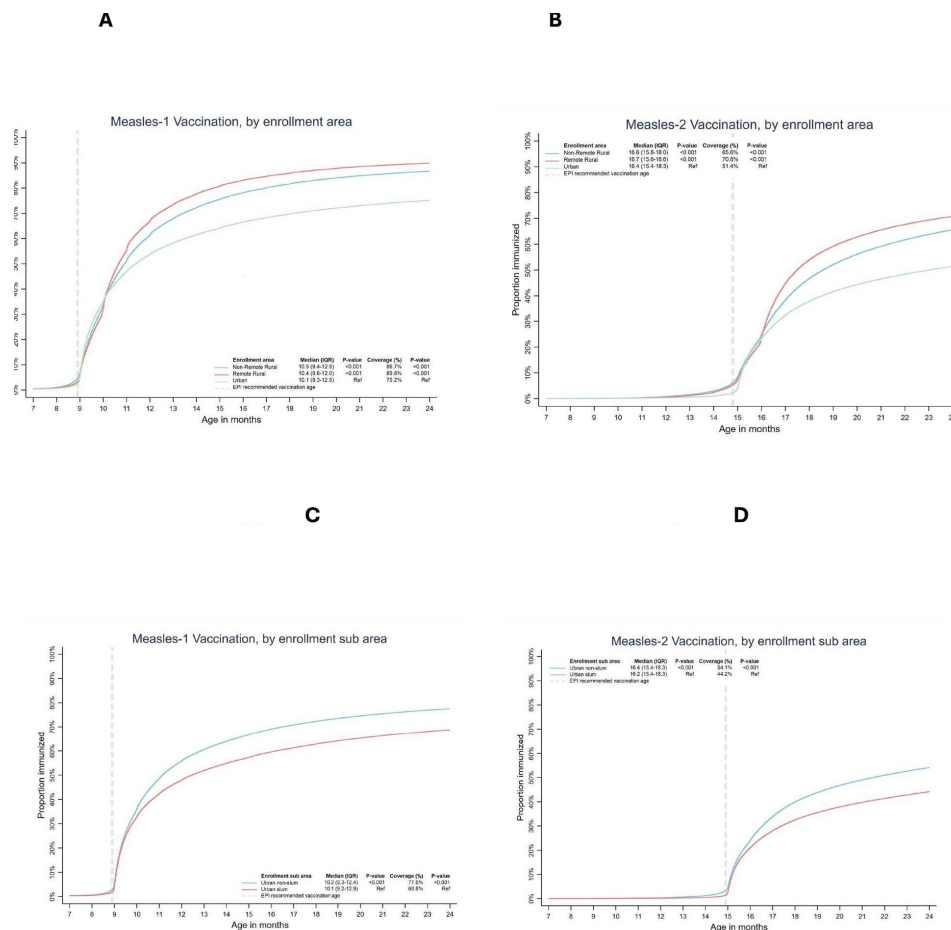 A
B
Measles-1 Vaccination, by enrollment area
100%
90%
80%
70%
60%
50%
40%
30%
20%
10%
0%
Enrollment area Median (IQR) P-value Coverage (%) P-value
Non-Remote Rural 10.5 (9.4-12.5) <0.001 86.7% <0.001
Remote Rural 10.4 (9.6-12.0) <0.001 89.8% <0.001
Urban 10.1 (9.3-12.5) Ref 75.2% Ref
EPI recommended vaccination age
7 8 9 10 11 12 13 14 15 16 17 18 19 20 21 22 23 24
Age in months
Measles-2 Vaccination, by enrollment area
Enrollment area Median (IQR) P-value Coverage (%) P-value
Non-Remote Rural 16.6 (15.8-18.0) <0.001 65.6% <0.001
Remote Rural 16.7 (15.6-18.6) <0.001 70.8% <0.001
Urban 16.4 (15.4-18.3) Ref 51.4% Ref
EPI recommended vaccination age
Proportion immunized
100%
90%
80%
70%
60%
50%
40%
30%
20%
10%
0%
7 8 9 10 11 12 13 14 15 16 17 18 19 20 21 22 23
Age in months
C
D
Measles-1 Vaccination, by enrollment sub area
Proportion immunized
100%
90%
80%
70%
60%
50%
40%
30%
20%
10%
0%
Enrollment sub area Median (IQR) P-value Coverage (%) P-value
Ubran non-slum 10.2 (9.3-12.4) <0.001 77.5% <0.001
Urban slum 10.1 (9.2-12.9) Ref 68.8% Ref
EPI recommended vaccination age
7 8 9 10 11 12 13 14 15 16 17 18 19 20 21 22 23 24
Age in months
Measles-2 Vaccination, by enrollment sub area
Enrollment sub area Median (IQR) P-value Coverage (%) P-value
Ubran non-slum 16.4 (15.4-18.3) <0.001 54.1% <0.001
Urban slum 16.2 (15.4-18.3) Ref 44.2% Ref
EPI recommended vaccination age
Proportion immunized
100%
90%
80%
70%
60%
50%
40%
30%
20%
10%
0%
7 8 9 10 11 12 13 14 15 16 17 18 19 20 21 22 23 24
Age in months